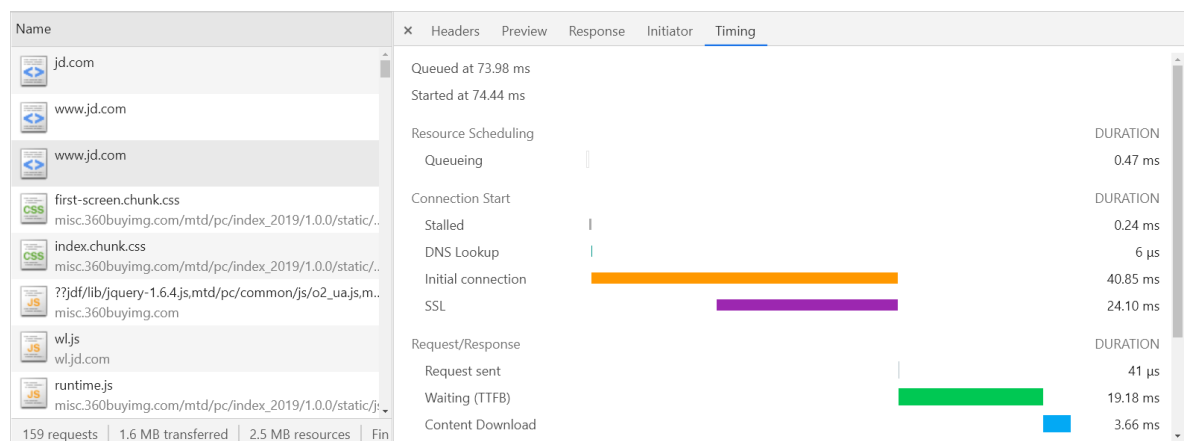 Name
jd.com
www.jd.com
www.jd.com
first-screen.chunk.css
misc.360buyimg.com/mtd/pc/index_2019/1.0.0/static/..
index.chunk.css
misc.360buyimg.com/mtd/pc/index_2019/1.0.0/static/..
??jdf/lib/jquery-1.6.4.js,mtd/pc/common/js/o2_ua.js,m..
misc.360buyimg.com
wl.js
wl.jd.com
runtime.js
misc.360buyimg.com/mtd/pc/index_2019/1.0.0/static/js
159 requests | 1.6 MB transferred | 2.5 MB resources | Fin
× Headers Preview Response Initiator Timing
Queued at 73.98 ms
Started at 74.44 ms
Resource Scheduling DURATION
Queueing 0.47 ms
Connection Start DURATION
Stalled 0.24 ms
DNS Lookup 6 μs
Initial connection 40.85 ms
SSL 24.10 ms
Request/Response DURATION
Request sent 41 μs
Waiting (TTFB) 19.18 ms
Content Download 3.66 ms
CSS
CSS
JS
JS
JS